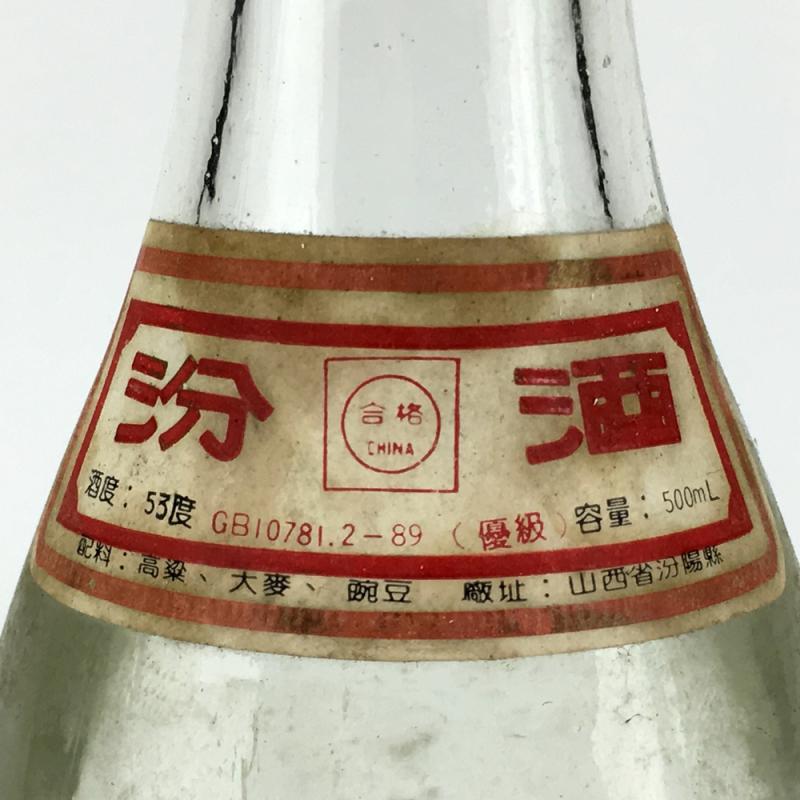 汾酒
合格
CHINA
酒度：53度 GB10781.2-89（優級）容量：500mL
配料：高粱、大麥、豌豆 廠址：山西省汾陽縣